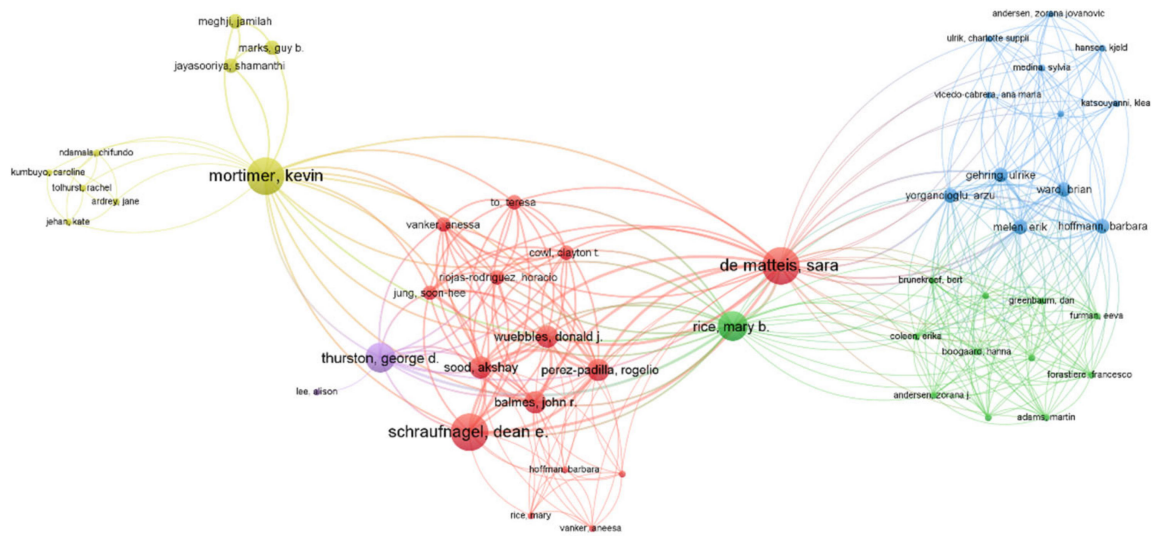 andersen, zorana jovanovic
meghji, jamilah
ulrik, charlotte suppli
marks, guy b.
hansen, kjeld
jayasooriya, shamanthi
medina, sylvia
vicedo-cabrera, ana maria
katsouyanni, klea
ndamala, chifundo
kumbuyo, caroline
mortimer, kevin
gehring, ulrike
tolhurst, rachel
ward, brian
yorgancioglu, arzu
ardrey, jane
to, teresa
jehan, kate
vanker, anessa
melen, erik
hoffmann, barbara
cowl, clayton t.
de matteis, sara
riojas-rodriguez, horacio
brunekreef, bert
jung, soon-hee
greenbaum, dan
furman, eeva
rice, mary b.
wuebbles, donald j.
coleen, erika
boogaard, hanna
thurston, george d.
sood, akshay
perez-padilla, rogelio
forastiere, francesco
lee, alison
andersen, zorana j.
balmes, john r.
adams, martin
schraufnagel, dean e.
hoffman, barbara
rice, mary
vanker, aneesa